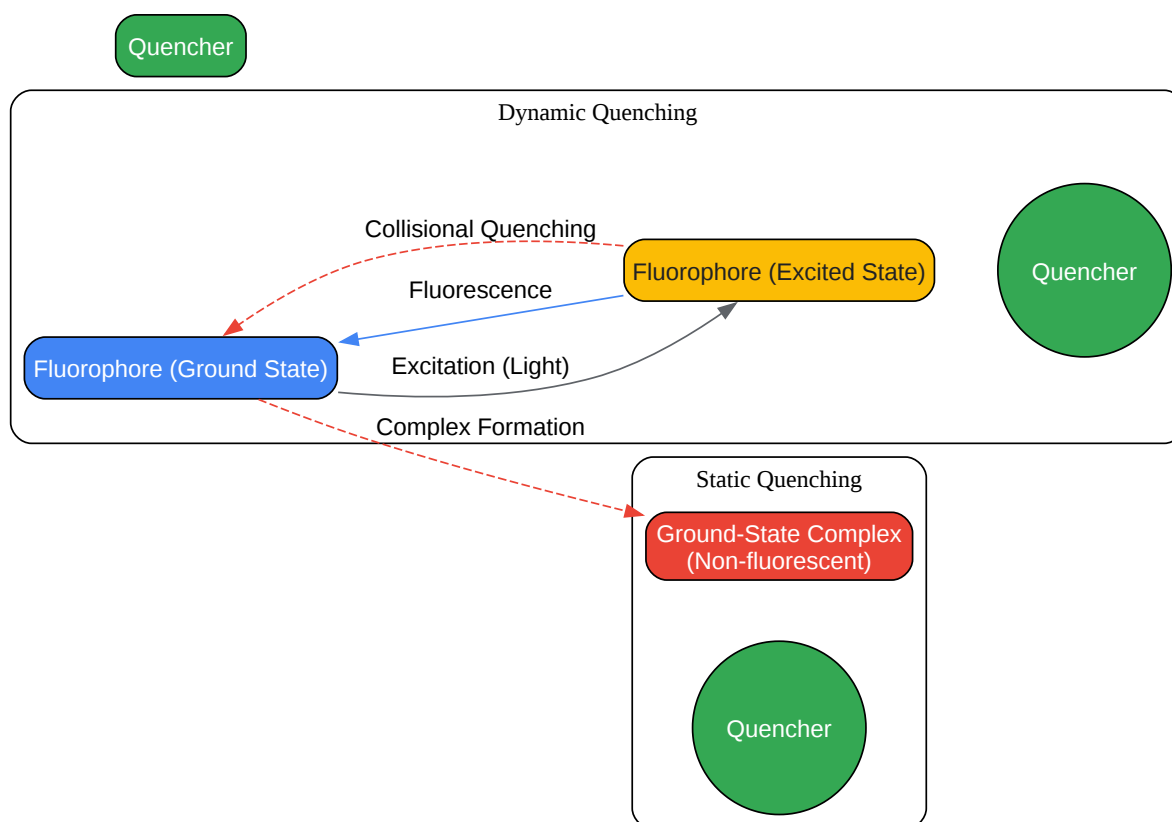 Quencher
Dynamic Quenching
Collisional Quenching
Fluorophore (Excited State)
Quencher
Fluorescence
Fluorophore (Ground State)
Excitation (Light)
Complex Formation
Static Quenching
Ground-State Complex
(Non-fluorescent)
Quencher